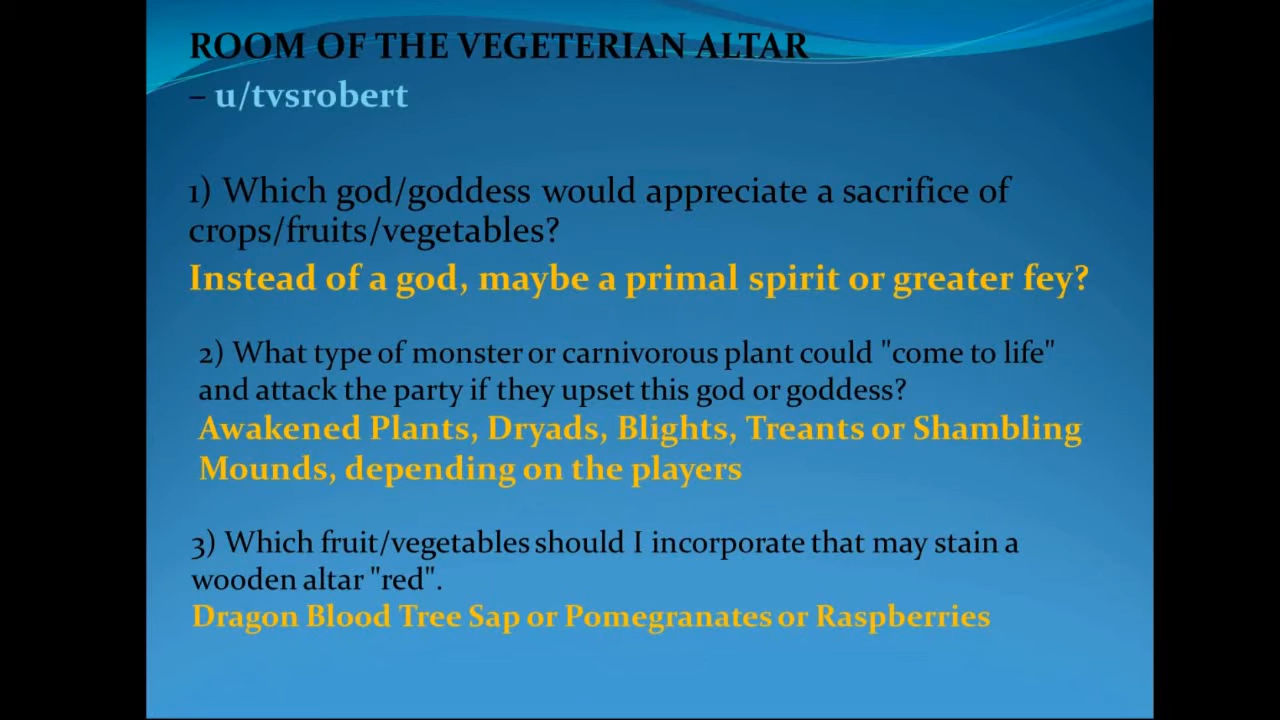 ROOM OF THE VEGETERIAN ALTAR
– u/tvsrobert
1) Which god/goddess would appreciate a sacrifice of
crops/fruits/vegetables?
Instead of a god, maybe a primal spirit or greater fey?
2) What type of monster or carnivorous plant could "come to life"
and attack the party if they upset this god or goddess?
Awakened Plants, Dryads, Blights, Treants or Shambling
Mounds, depending on the players
3) Which fruit/vegetables should I incorporate that may stain a
wooden altar "red".
Dragon Blood Tree Sap or Pomegranates or Raspberries